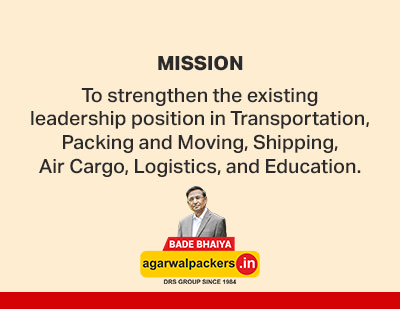 MISSION
To strengthen the existing
leadership position in Transportation,
Packing and Moving, Shipping,
Air Cargo, Logistics, and Education.
BADE BHAIYA
agarwalpackers.in
DRS GROUP SINCE 1984